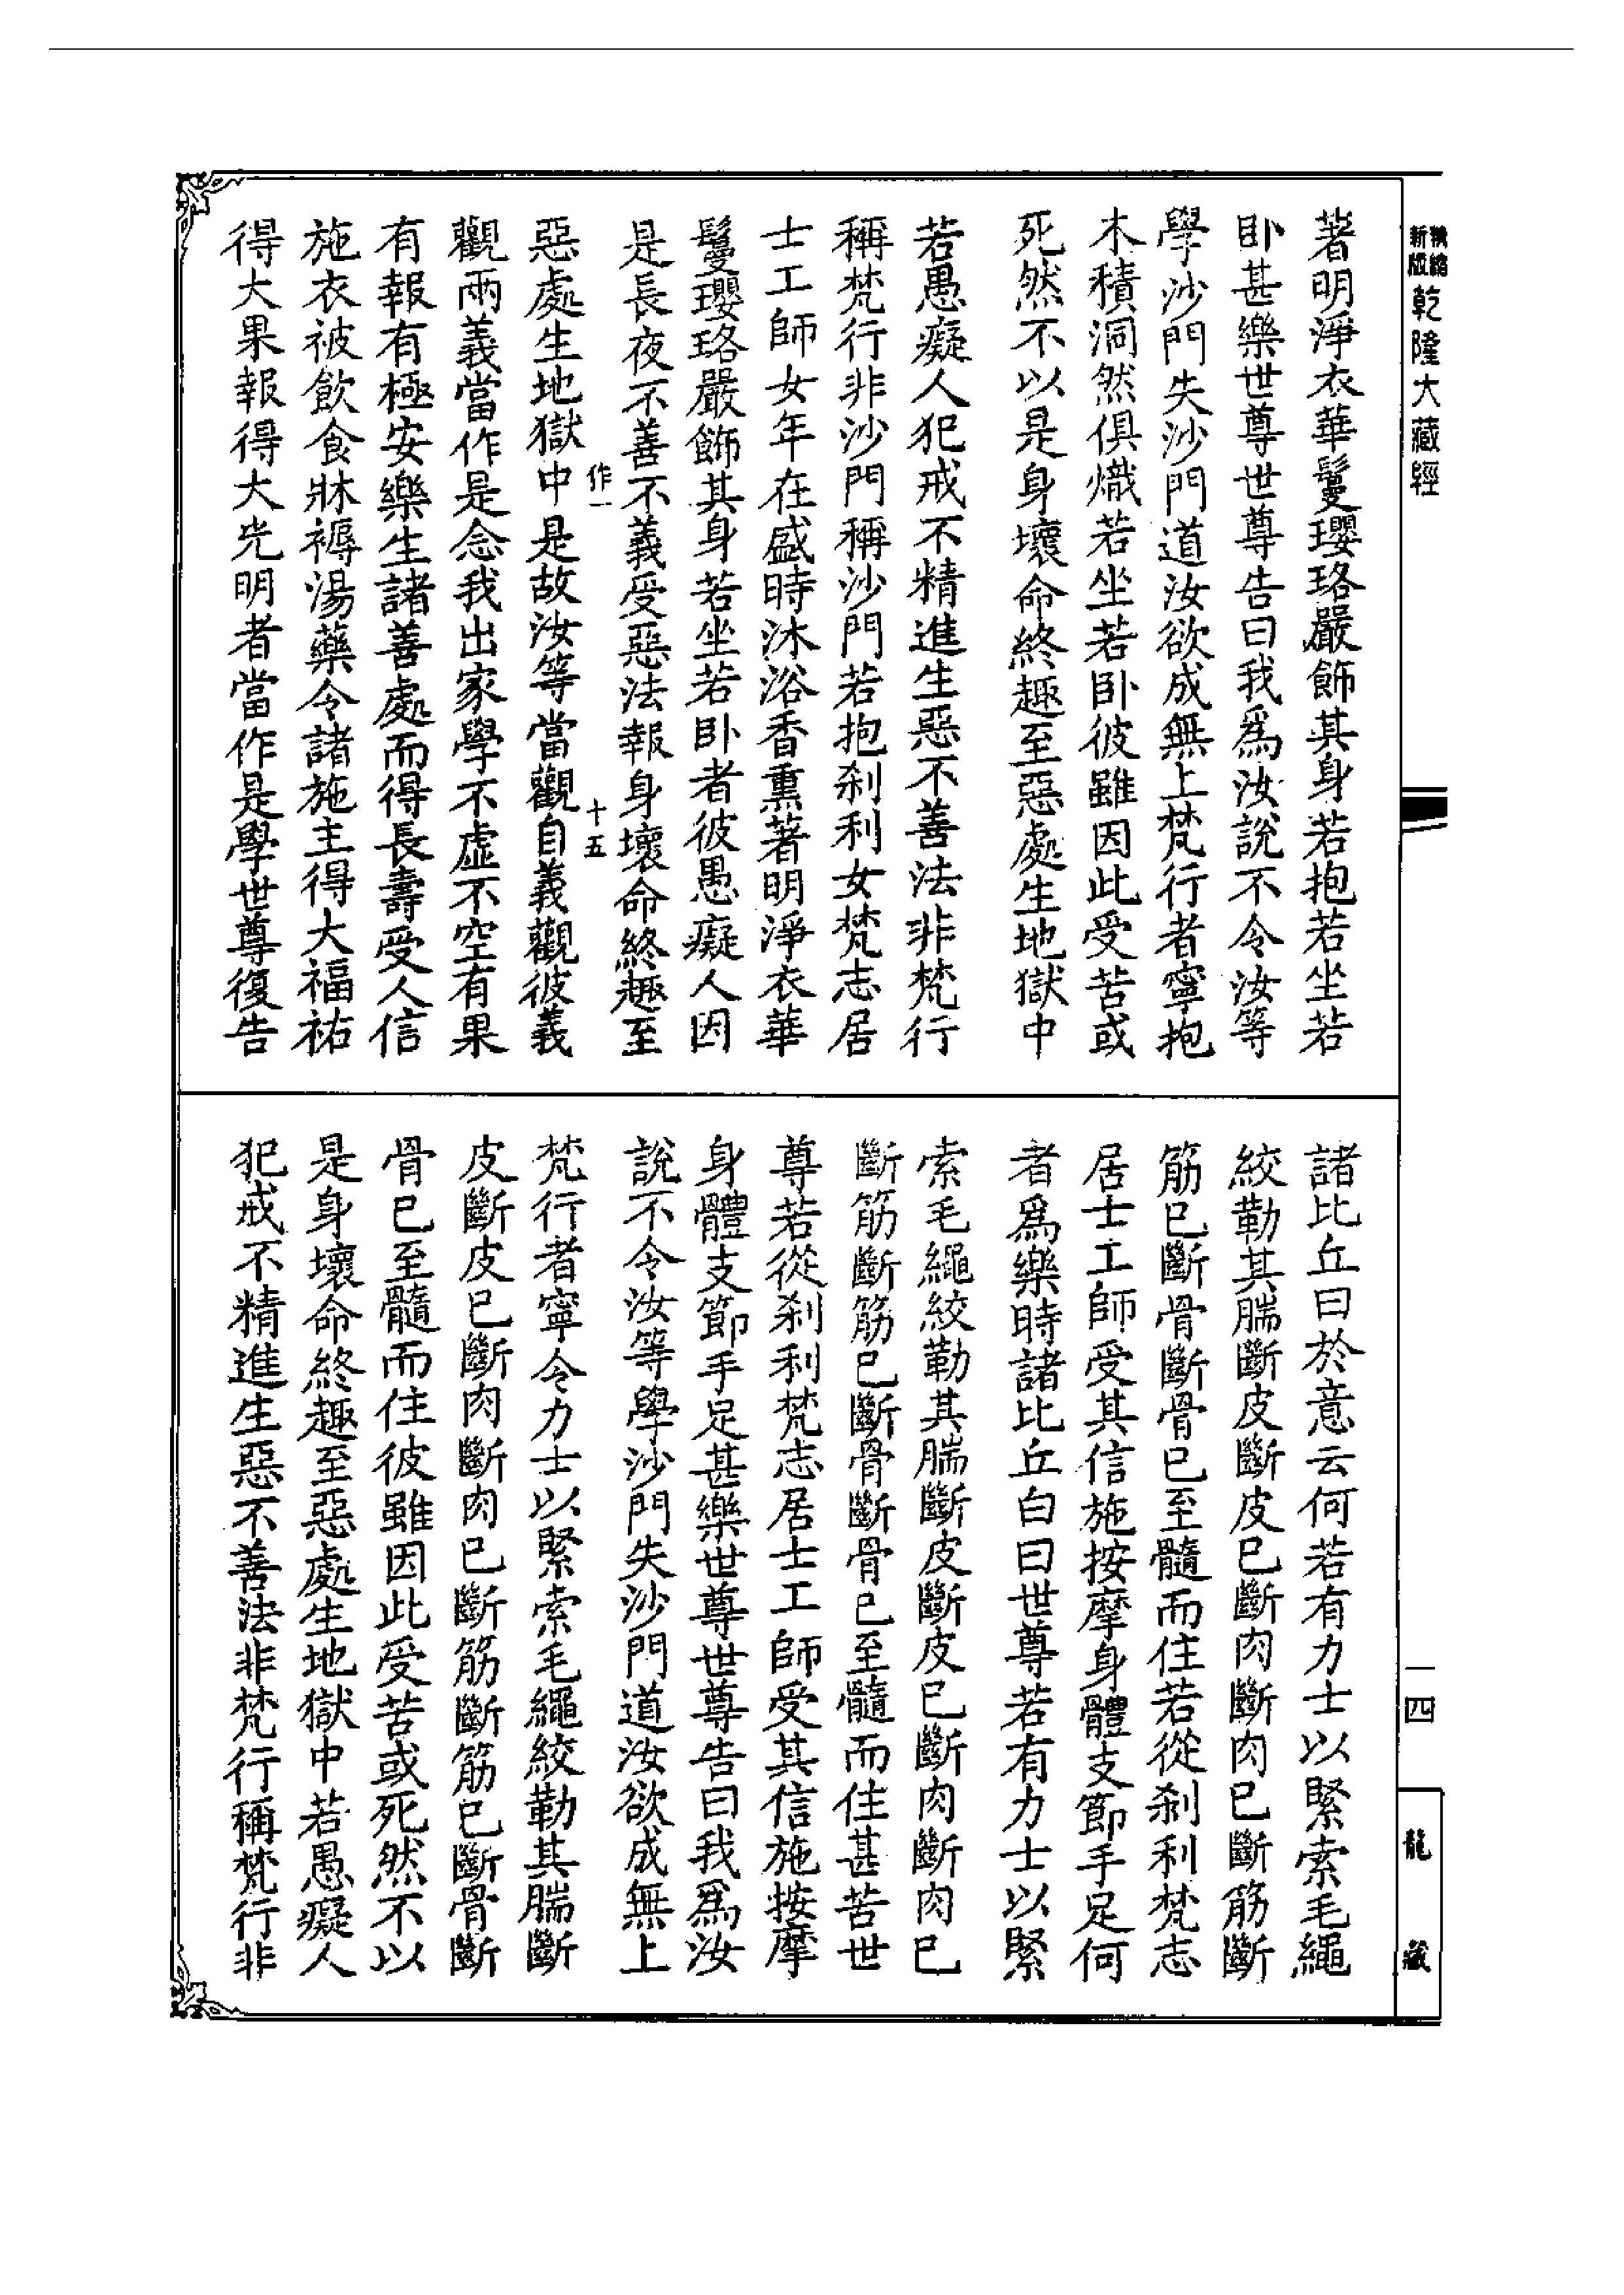 新版 精縮 乾隆大藏經
著明淨衣華鬘瓔珞嚴飾其身若抱若坐若
臥甚樂世尊世尊告曰我爲汝說不令汝等
學沙門失沙門道汝欲成無上梵行者寧抱
木積洞然俱熾若坐若臥彼雖因此受苦或
死然不以是身壞命終趣至惡處生地獄中
若愚癡人犯戒不精進生惡不善法非梵行
稱梵行非沙門稱沙門若抱刹利女梵志居
士工師女年在盛時沐浴香熏著明淨衣華
鬘瓔珞嚴飾其身若坐若臥者彼愚癡人因
是長夜不善不義受惡法報身壞命終趣至
作一 十五
惡處生地獄中是故汝等當觀自義觀彼義
觀兩義當作是念我出家學不虛不空有果
有報有極安樂生諸善處而得長壽受人信
施衣被飲食牀褥湯藥令諸施主得大福祐
得大果報得大光明者當作是學世尊復告
諸比丘曰於意云何若有力士以緊索毛繩
絞勒其腨斷皮斷皮已斷肉斷肉已斷筋斷
筋已斷骨斷骨已至髓而住若從刹利梵志
居士工師受其信施按摩身體支節手足何
者爲樂時諸比丘白曰世尊若有力士以緊
索毛繩絞勒其腨斷皮斷皮已斷肉斷肉已
斷筋斷筋已斷骨斷骨已至髓而住甚苦世
尊若從刹利梵志居士工師受其信施按摩
身體支節手足甚樂世尊世尊告曰我爲汝
說不令汝等學沙門失沙門道汝欲成無上
梵行者寧令力士以緊索毛繩絞勒其腨斷
皮斷皮已斷肉斷肉已斷筋斷筋已斷骨斷
骨已至髓而住彼雖因此受苦或死然不以
是身壞命終趣至惡處生地獄中若愚癡人
犯戒不精進生惡不善法非梵行稱梵行非
一四
龍藏